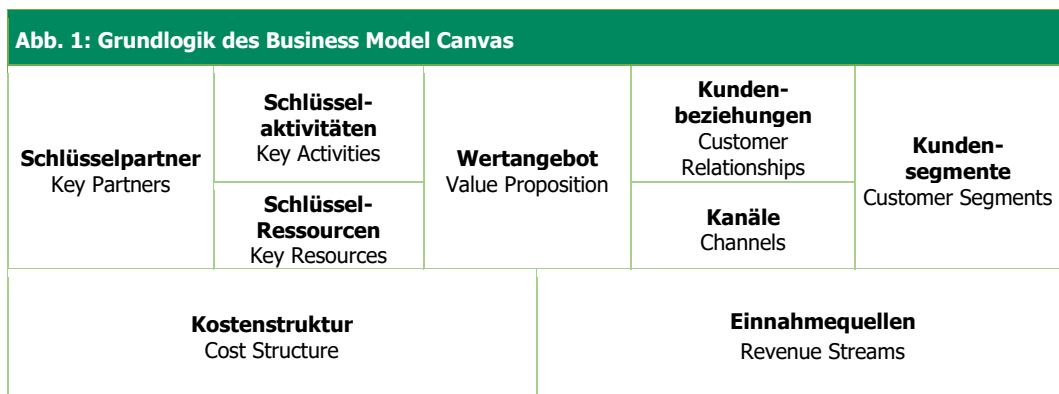 Abb. 1: Grundlogik des Business Model Canvas
Schlüsselpartner
Key Partners
Schlüssel-
aktivitäten
Key Activities
Schlüssel-
Ressourcen
Key Resources
Wertangebot
Value Proposition
Kunden-
beziehungen
Customer
Relationships
Kanäle
Channels
Kunden-
segmente
Customer Segments
Kostenstruktur
Cost Structure
Einnahmequellen
Revenue Streams